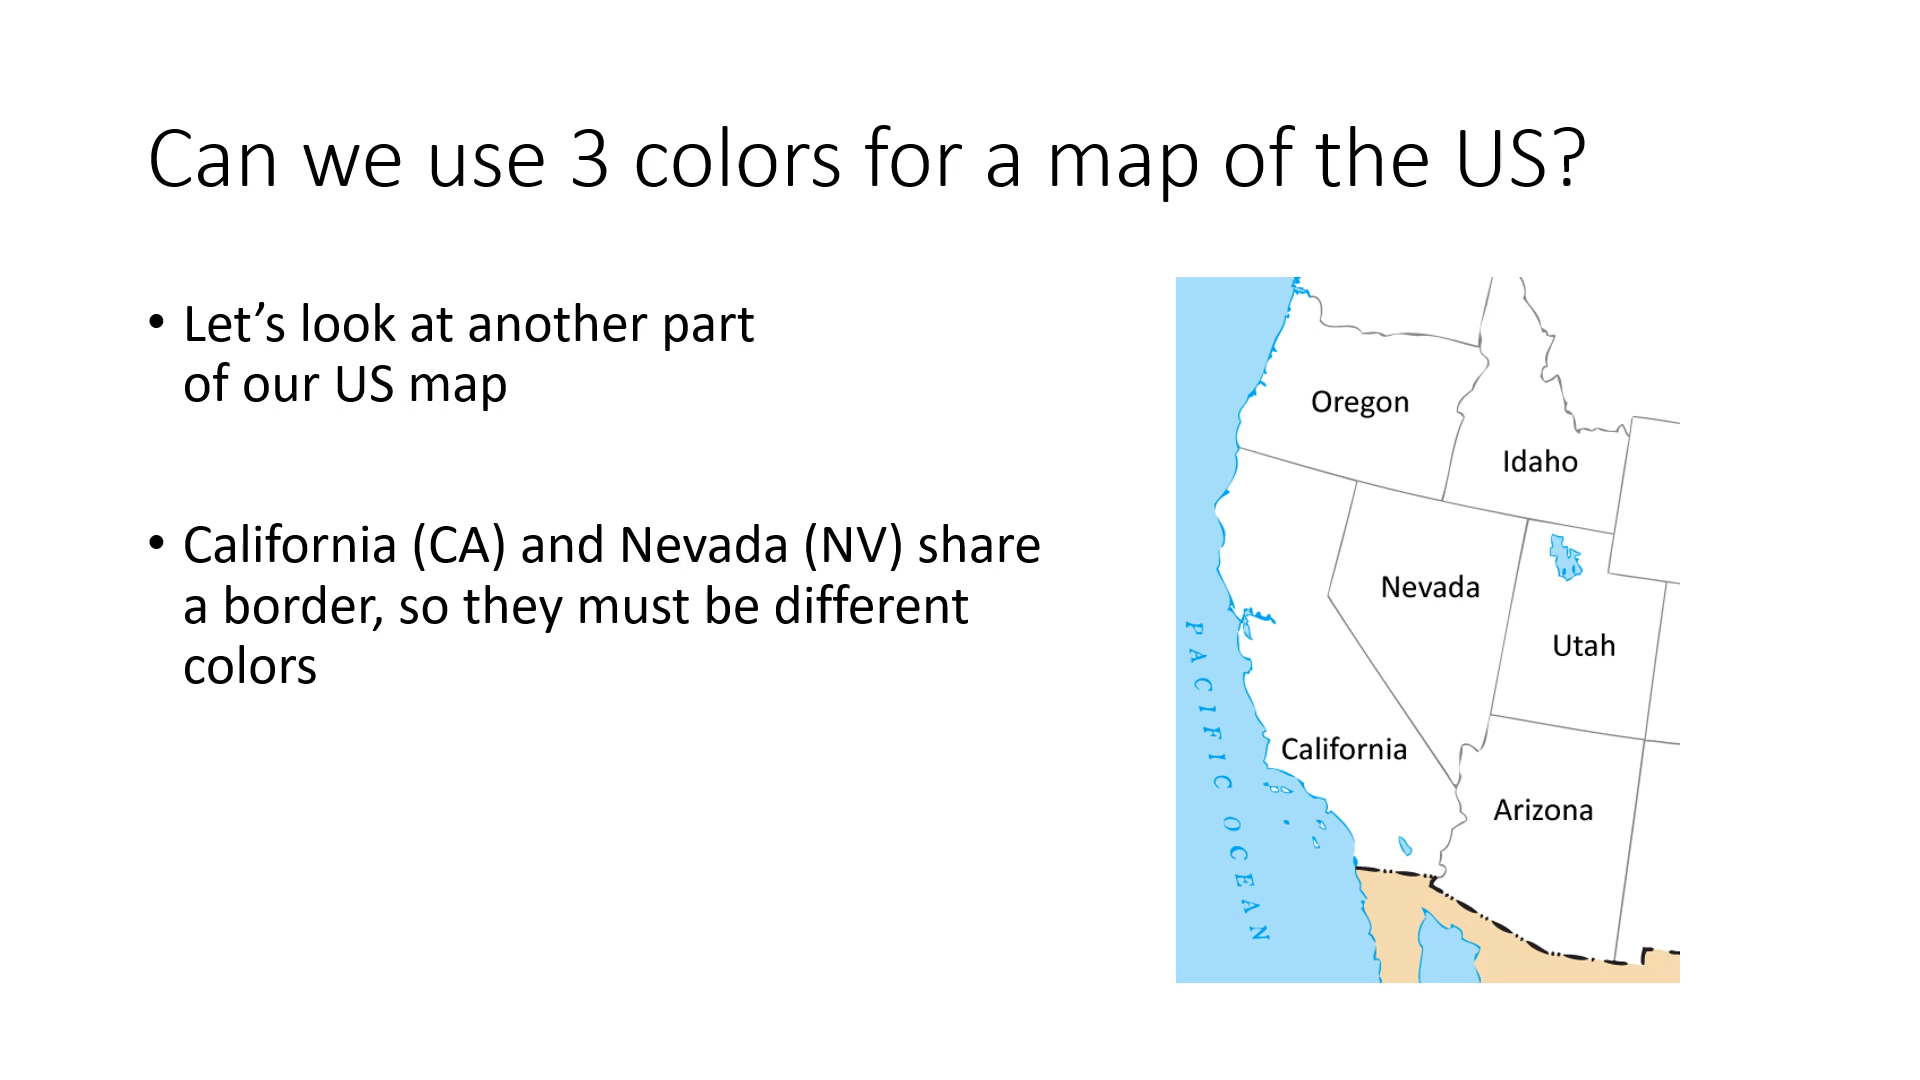 Can we use 3 colors for a map of the US?
• Let’s look at another part
of our US map
• California (CA) and Nevada (NV) share
a border, so they must be different
colors
Oregon
Idaho
Nevada
Utah
California
Arizona
PACIFIC OCEAN